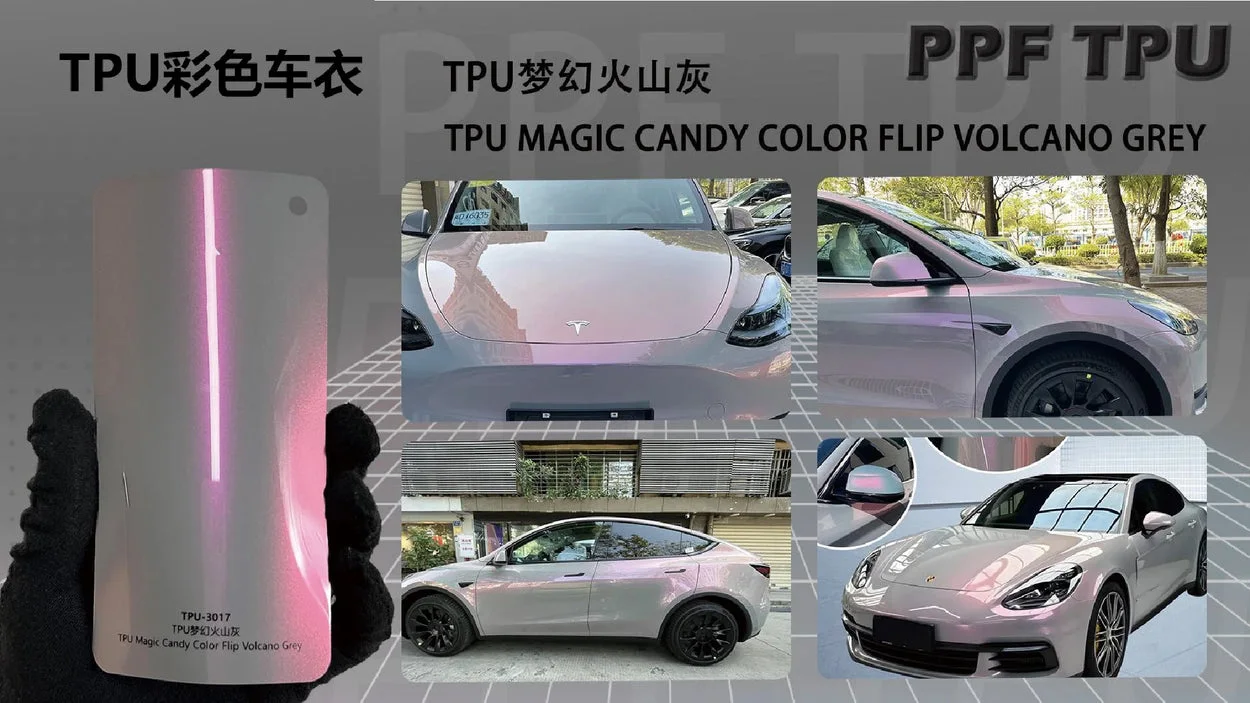 TPU彩色车衣
TPU梦幻火山灰
PPF TPU
TPU MAGIC CANDY COLOR FLIP VOLCANO GREY
TPU-3017
TPU梦幻火山灰
TPU Magic Candy Color Flip Volcano Grey
PPF TPU